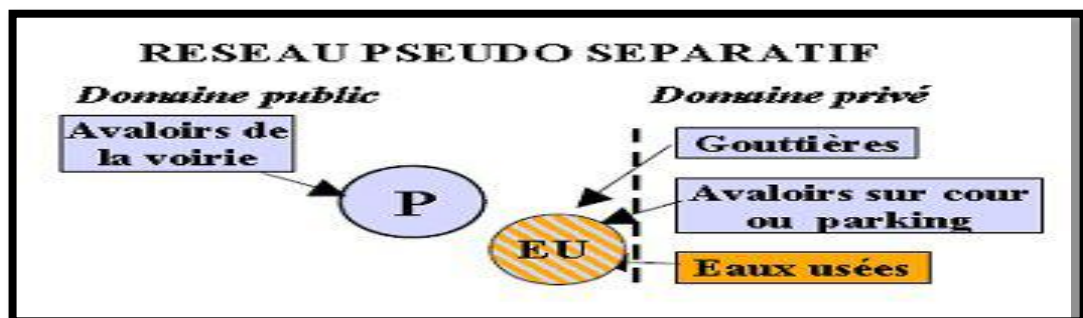 RESEAU PSEUDO SEPARATIF
Domaine public
Domaine privé
Avaloirs de
la voirie
P
EU
Gouttières
Avaloirs sur cour
ou parking
Eaux usées